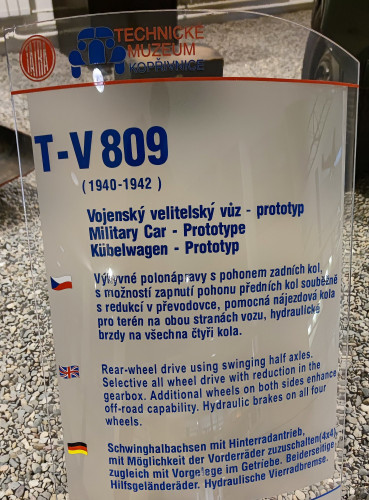 TATRA
TECHNICKÉ
MUZEUM
KOPŘIVNICE
T-V 809
(1940-1942 )
Vojenský velitelský vůz - prototyp
Military Car - Prototype
Kübelwagen - Prototyp
Výkyvné polonápravy s pohonem zadních kol,
s možností zapnutí pohonu předních kol souběžně
s redukcí v převodovce, pomocná nájezdová kola
pro terén na obou stranách vozu, hydraulické
brzdy na všechna čtyři kola.
Rear-wheel drive using swinging half axles.
Selective all wheel drive with reduction in the
gearbox. Additional wheels on both sides enhance
off-road capability. Hydraulic brakes on all four
wheels.
Schwinghalbachsen mit Hinterradantrieb,
mit Möglichkeit der Vorderräder zuzuschalten(4x4),
zugleich mit Vorgelege im Getriebe. Beiderseitige
Hilfsgeländeräder. Hydraulische Vierradbremse.